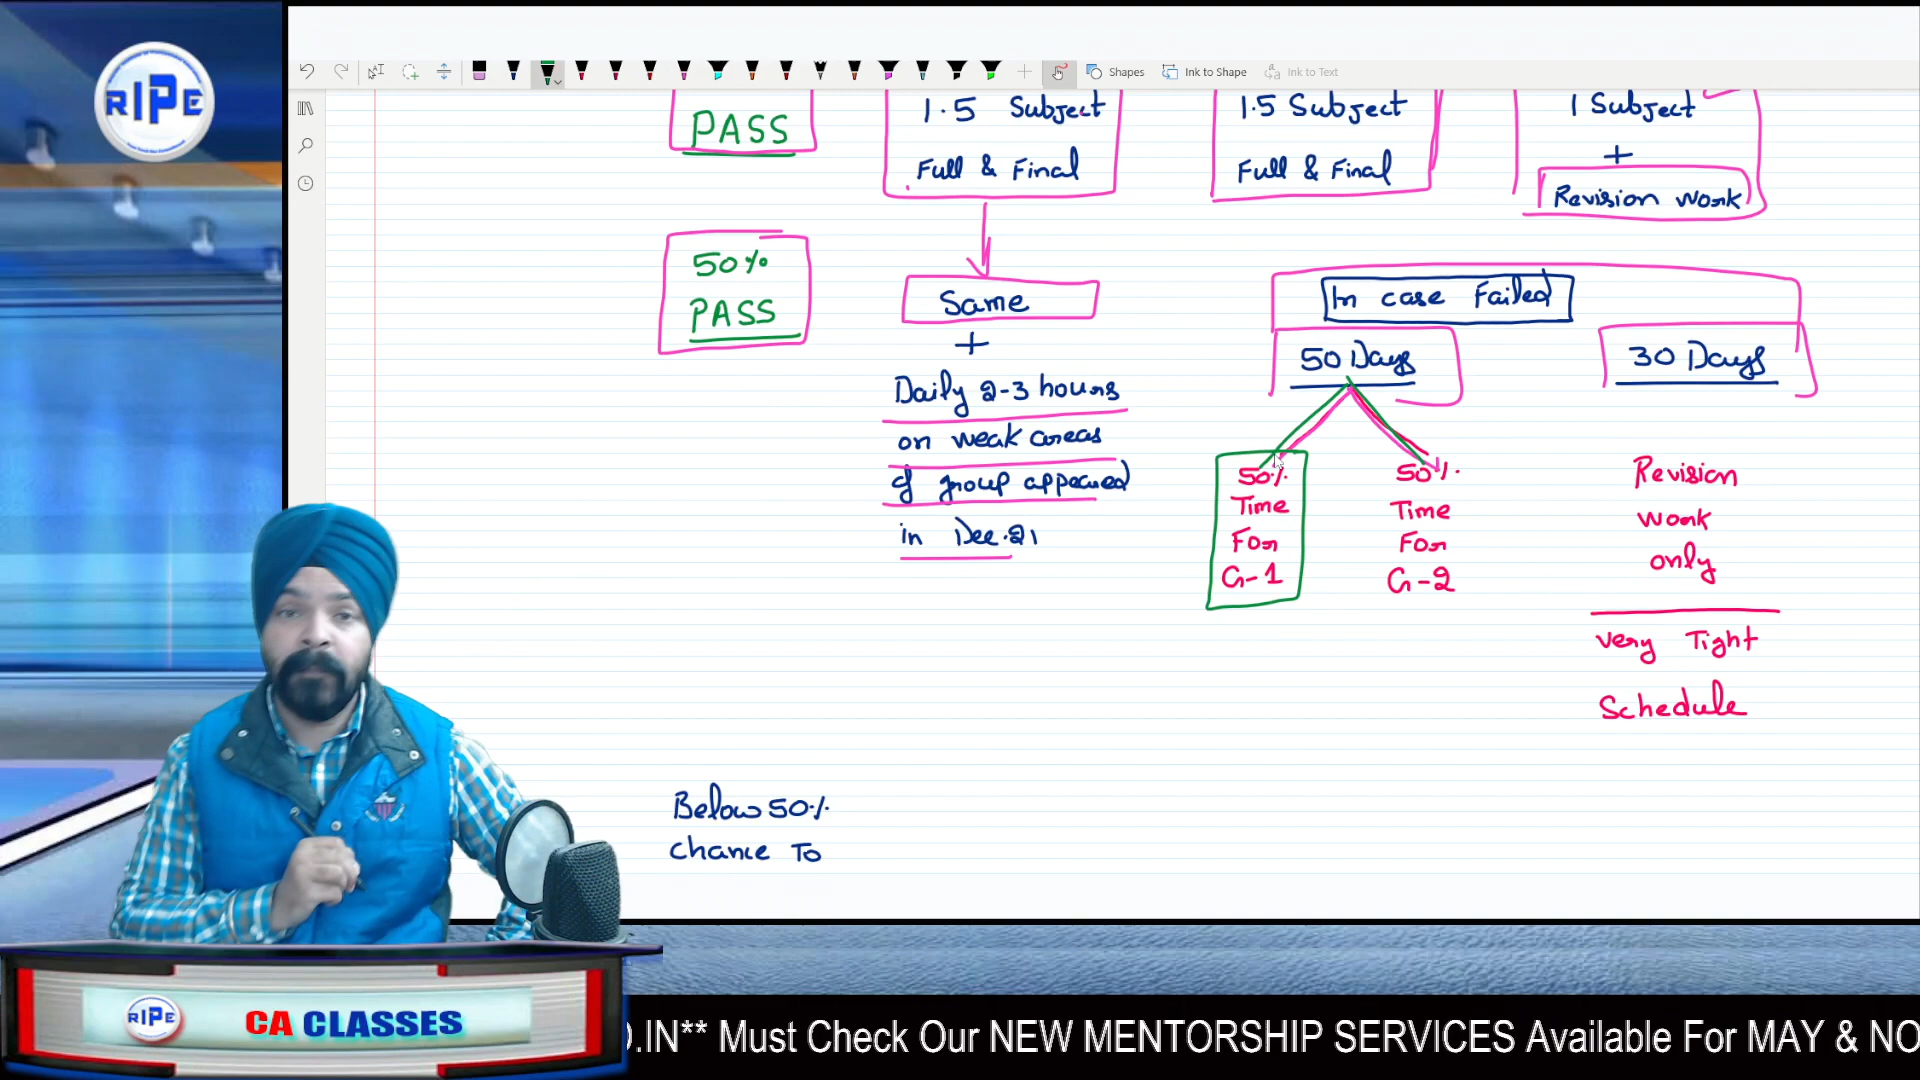 RIPE
Shapes
Ink to Shape
Ink to Text
PASS
1.5 Subject
Full & Final
1.5 Subject
Full & Final
1 Subject
+
Revision Work
50%
PASS
Same
+
Daily 2-3 hours
on weak areas
of group appeared
in Dec.21
In case Failed
50 Days
30 Days
50%
Time
For
G-1
50%.
Time
For
G-2
Revision
Work
only
Very Tight
Schedule
Below 50%
chance To
RIPE
CA CLASSES
D.IN** Must Check Our NEW MENTORSHIP SERVICES Available For MAY & NO